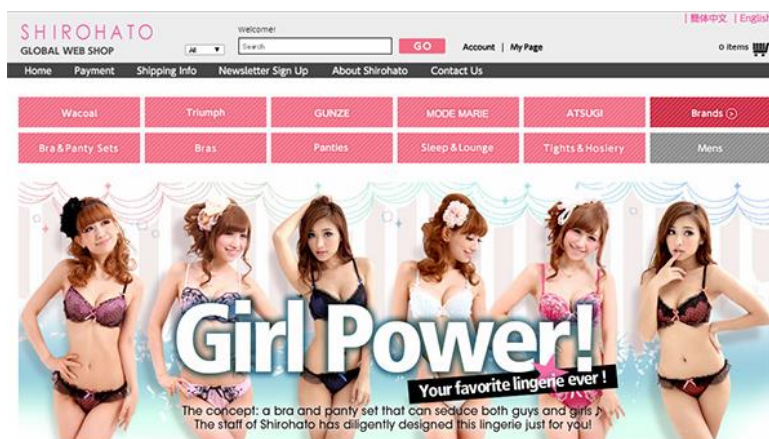 | 簡体中文 | English
SHIROHATO
GLOBAL WEB SHOP
Welcome!
All
Search
GO
Account | My Page
0 items
Home Payment Shipping Info Newsletter Sign Up About Shirohato Contact Us
Wacoal Triumph GUNZE MODE MARIE ATSUGI Brands
Bra & Panty Sets Bras Panties Sleep & Lounge Tights & Hosiery Mens
Girl Power!
Your favorite lingerie ever !
The concept: a bra and panty set that can seduce both guys and girls ♪
The staff of Shirohato has diligently designed this lingerie just for you!